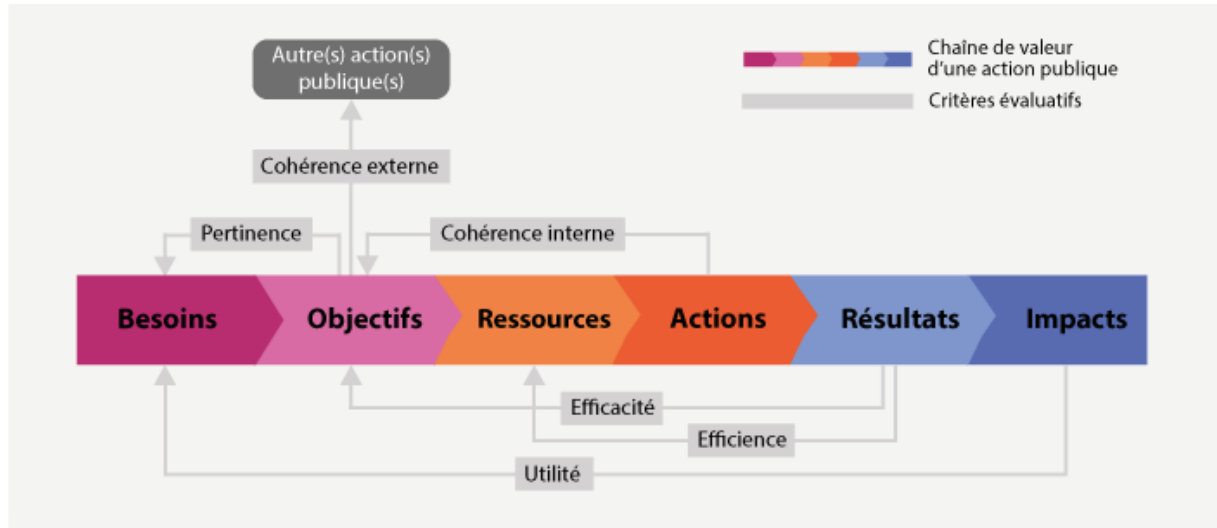 Autre(s) action(s)
publique(s)
Chaîne de valeur
d'une action publique
Critères évaluatifs
Cohérence externe
Pertinence
Cohérence interne
Besoins
Objectifs
Ressources
Actions
Résultats
Impacts
Efficacité
Efficience
Utilité